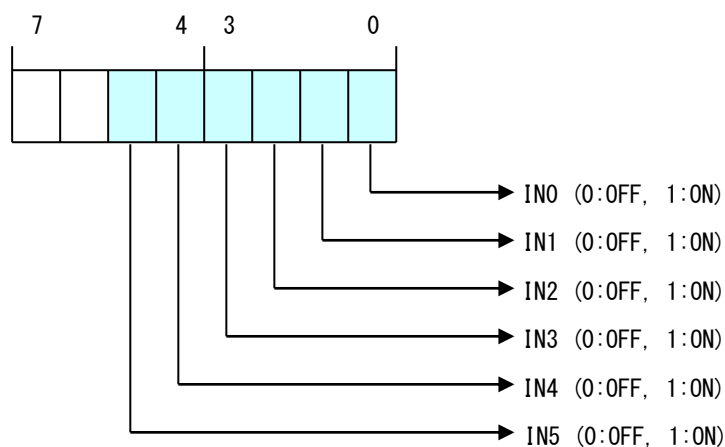 7 4 3 0
IN0 (0:OFF, 1:ON)
IN1 (0:OFF, 1:ON)
IN2 (0:OFF, 1:ON)
IN3 (0:OFF, 1:ON)
IN4 (0:OFF, 1:ON)
IN5 (0:OFF, 1:ON)